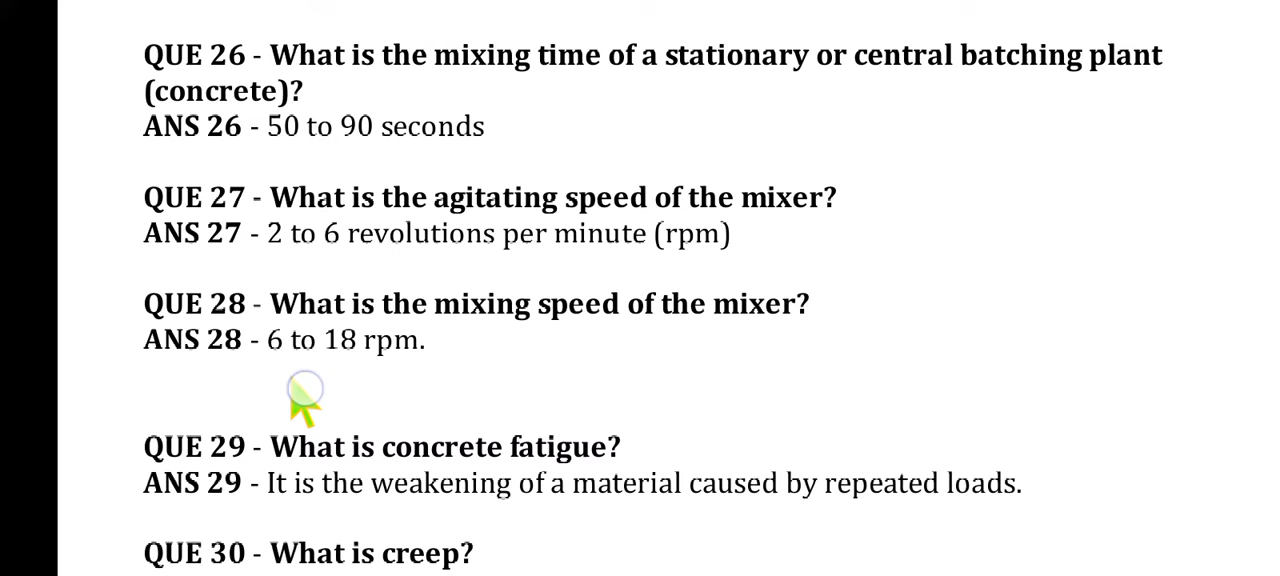 QUE 26 - What is the mixing time of a stationary or central batching plant
(concrete)?
ANS 26 - 50 to 90 seconds
QUE 27 - What is the agitating speed of the mixer?
ANS 27 - 2 to 6 revolutions per minute (rpm)
QUE 28 - What is the mixing speed of the mixer?
ANS 28 - 6 to 18 rpm.
QUE 29 - What is concrete fatigue?
ANS 29 - It is the weakening of a material caused by repeated loads.
QUE 30 - What is creep?